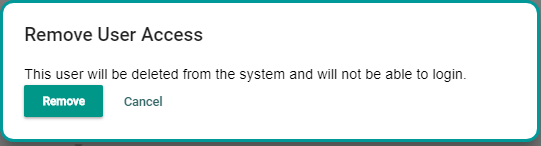 Remove User Access
This user will be deleted from the system and will not be able to login.
Remove Cancel